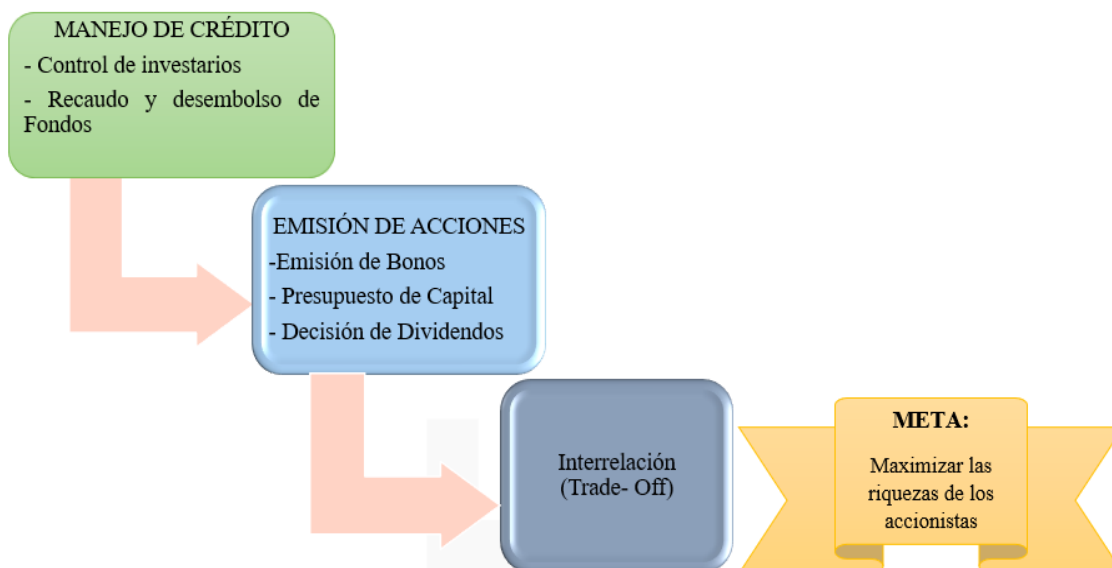 MANEJO DE CRÉDITO
- Control de investarios
- Recaudo y desembolso de
Fondos
EMISIÓN DE ACCIONES
-Emisión de Bonos
- Presupuesto de Capital
- Decisión de Dividendos
Interrelación
(Trade- Off)
META:
Maximizar las
riquezas de los
accionistas